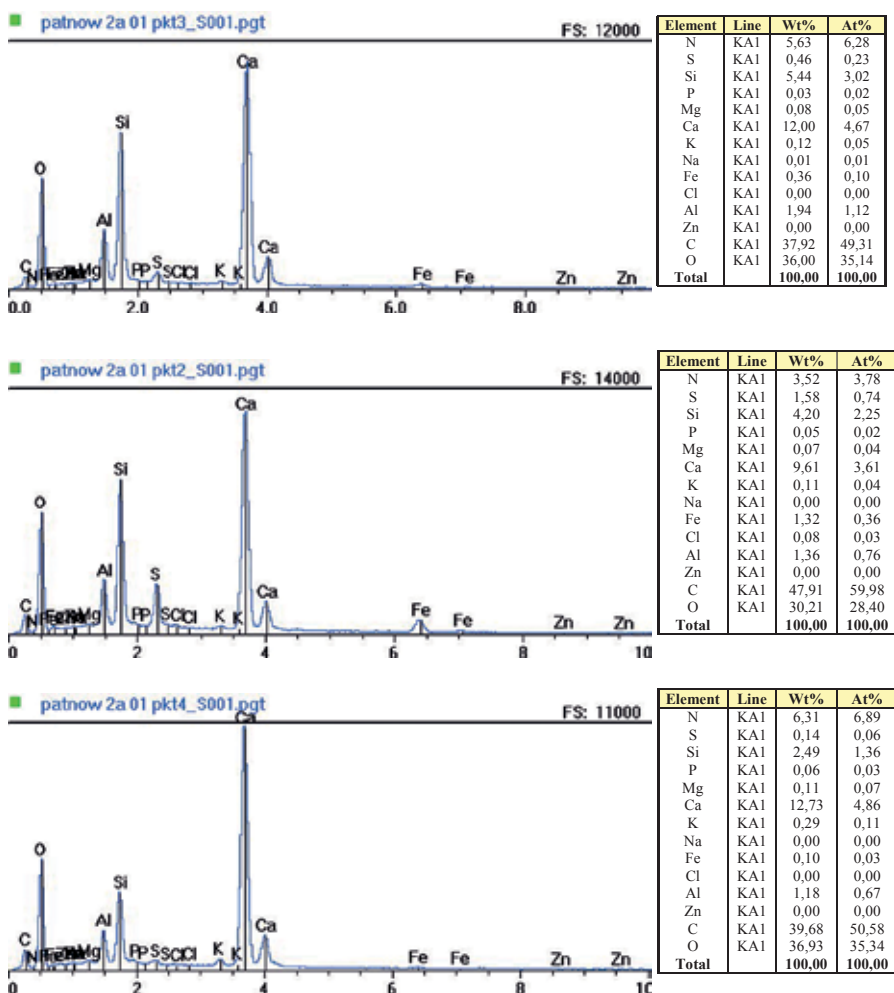 patnow 2a 01 pkt3_S001.pgt
FS: 12000
Ca
Si
O
Al
Ca
C
N
Mg
P P
S
S Cl Cl
K
K
Fe
Fe
Zn
Zn
0.0 2.0 4.0 6.0 8.0
Element Line Wt% At%
N KA1 5,63 6,28
S KA1 0,46 0,23
Si KA1 5,44 3,02
P KA1 0,03 0,02
Mg KA1 0,08 0,05
Ca KA1 12,00 4,67
K KA1 0,12 0,05
Na KA1 0,01 0,01
Fe KA1 0,36 0,10
Cl KA1 0,00 0,00
Al KA1 1,94 1,12
Zn KA1 0,00 0,00
C KA1 37,92 49,31
O KA1 36,00 35,14
Total 100,00 100,00
patnow 2a 01 pkt2_S001.pgt
FS: 14000
Ca
Si
O
Al
S
Ca
C
N
Mg
P P
S Cl Cl
K
K
Fe
Fe
Zn
Zn
0 2 4 6 8 10
Element Line Wt% At%
N KA1 3,52 3,78
S KA1 1,58 0,74
Si KA1 4,20 2,25
P KA1 0,05 0,02
Mg KA1 0,07 0,04
Ca KA1 9,61 3,61
K KA1 0,11 0,04
Na KA1 0,00 0,00
Fe KA1 1,32 0,36
Cl KA1 0,08 0,03
Al KA1 1,36 0,76
Zn KA1 0,00 0,00
C KA1 47,91 59,98
O KA1 30,21 28,40
Total 100,00 100,00
patnow 2a 01 pkt4_S001.pgt
FS: 11000
Ca
O
Si
Al
Ca
C
N
Mg
P P
S
S Cl Cl
K
K
Fe
Fe
Zn
Zn
0 2 4 6 8 10
Element Line Wt% At%
N KA1 6,31 6,89
S KA1 0,14 0,06
Si KA1 2,49 1,36
P KA1 0,06 0,03
Mg KA1 0,11 0,07
Ca KA1 12,73 4,86
K KA1 0,29 0,11
Na KA1 0,00 0,00
Fe KA1 0,10 0,03
Cl KA1 0,00 0,00
Al KA1 1,18 0,67
Zn KA1 0,00 0,00
C KA1 39,68 50,58
O KA1 36,93 35,34
Total 100,00 100,00